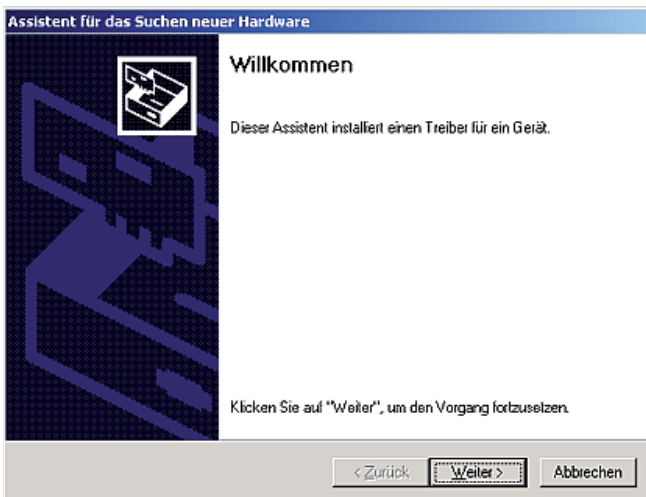 Assistent für das Suchen neuer Hardware
Willkommen
Dieser Assistent installiert einen Treiber für ein Gerät.
Klicken Sie auf "Weiter", um den Vorgang fortzusetzen.
< Zurück Weiter > Abbrechen